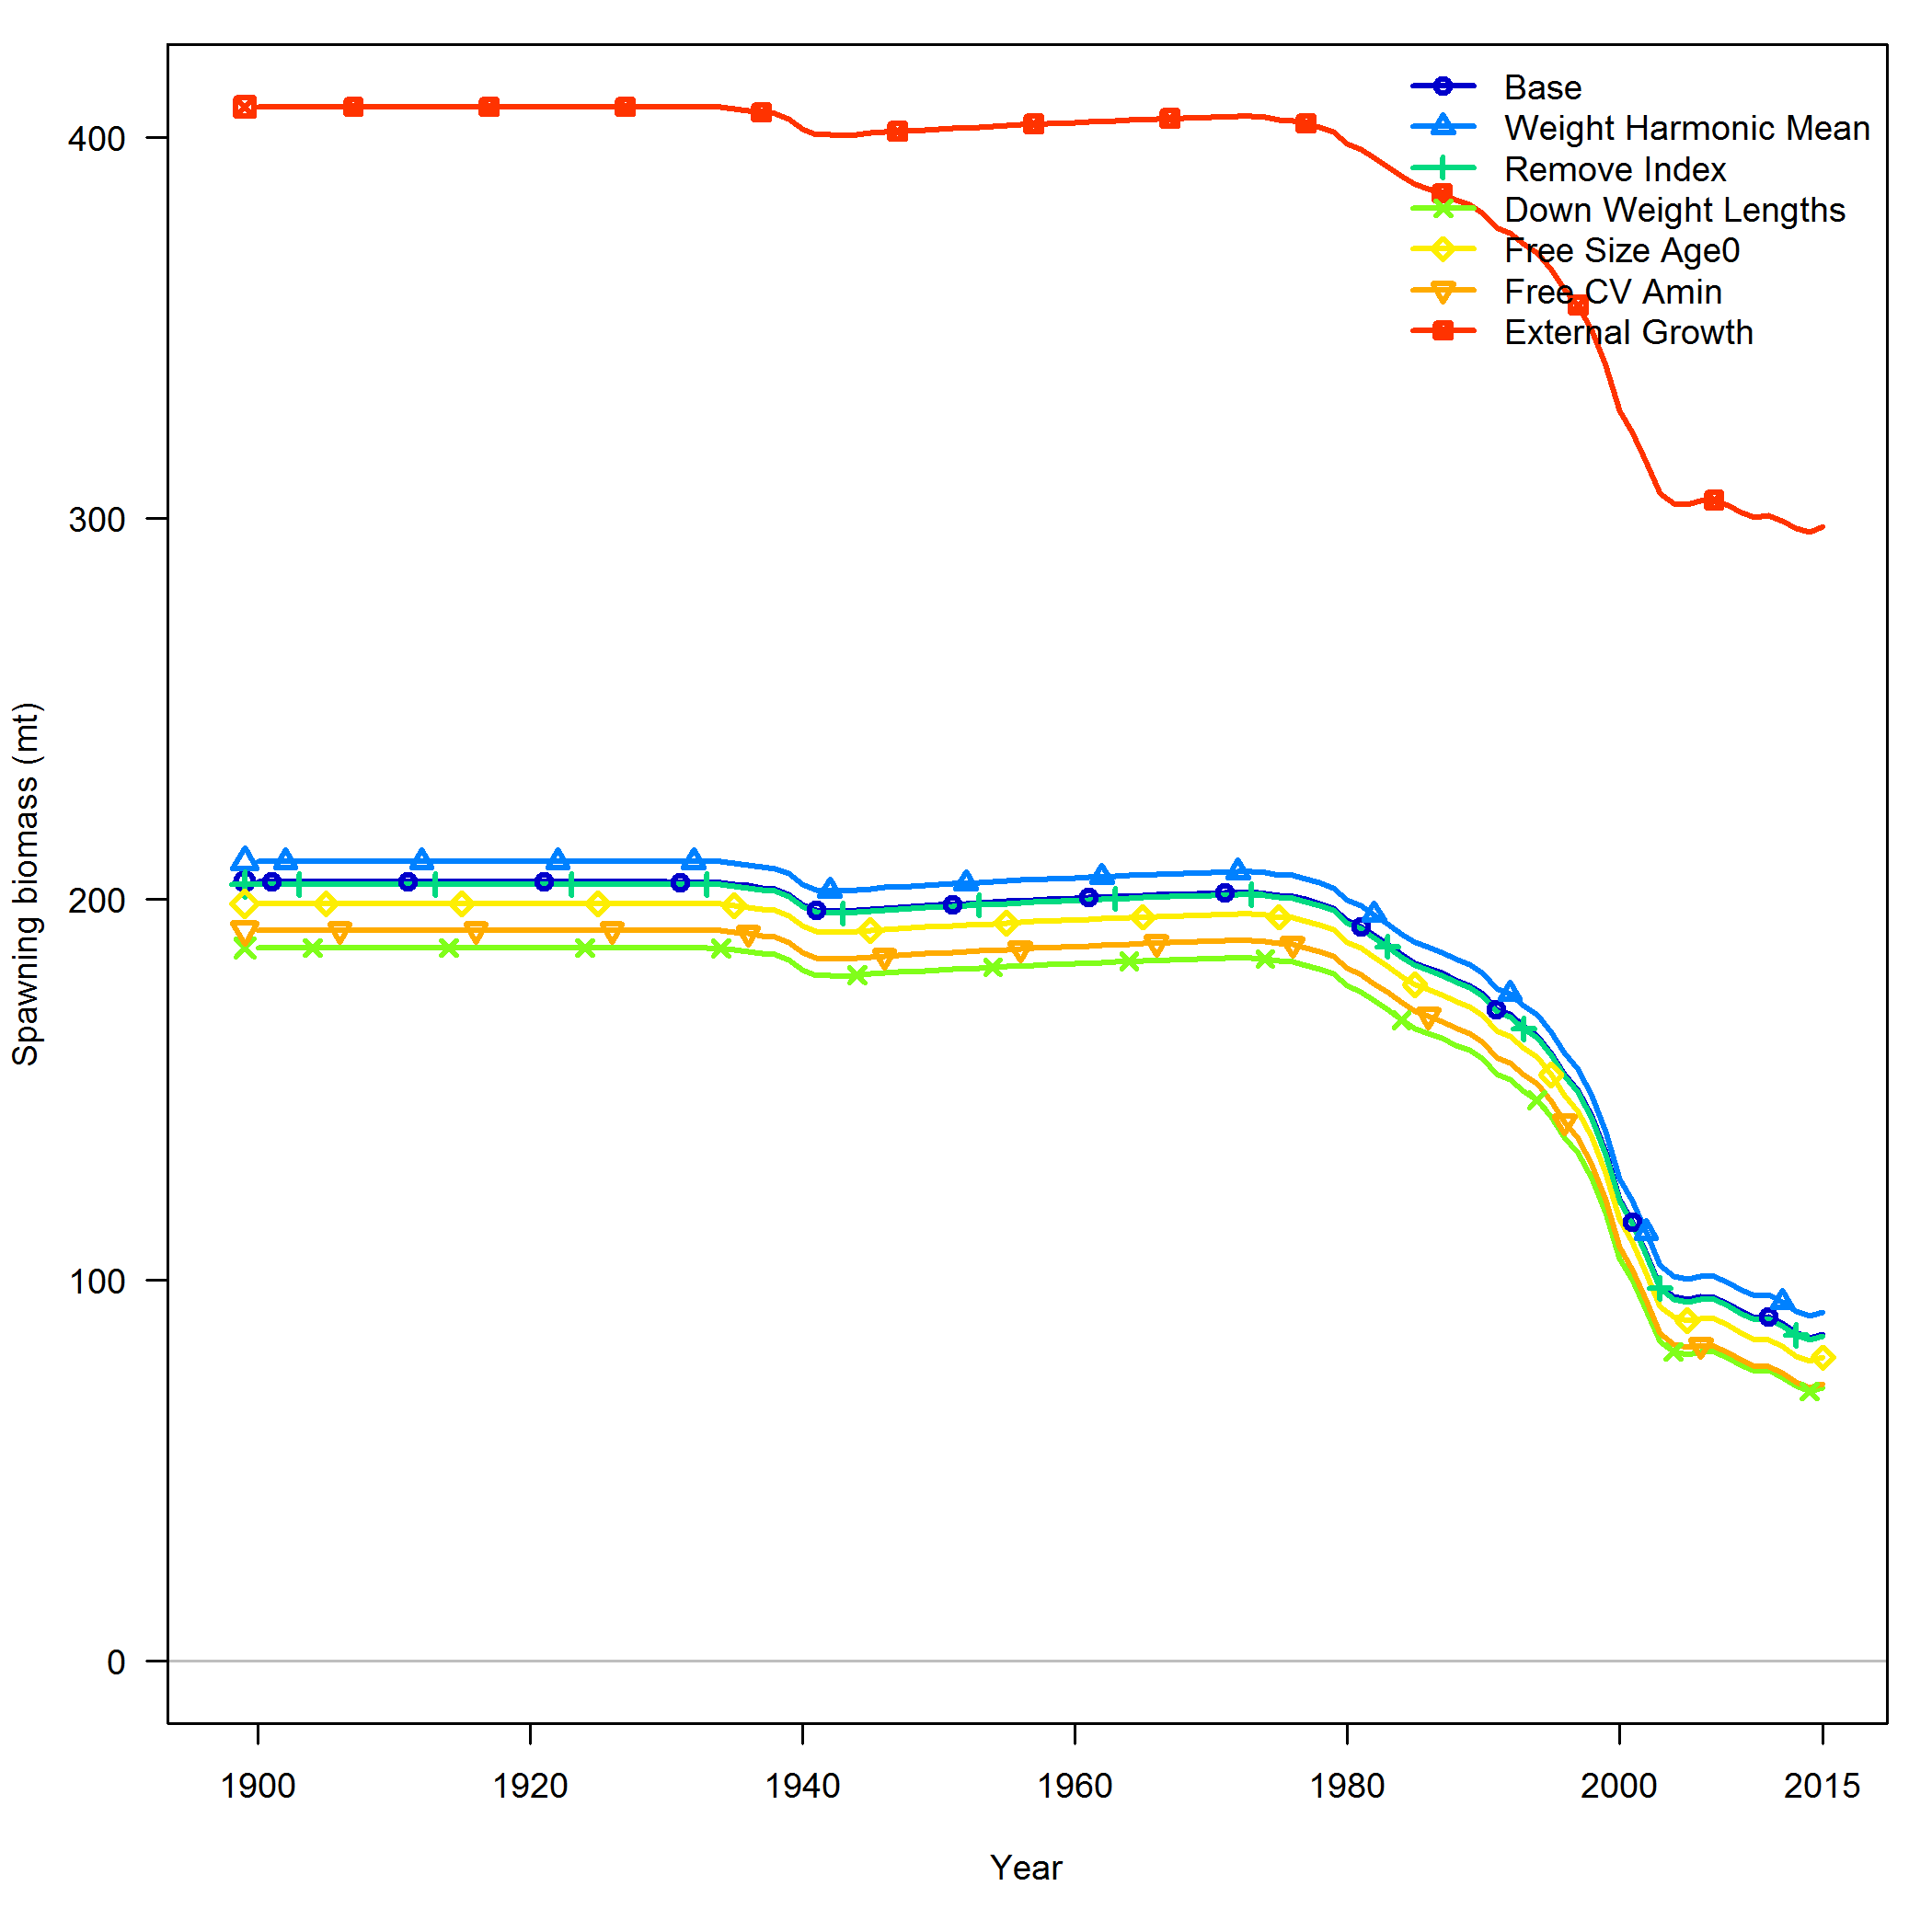 Base
Weight Harmonic Mean
Remove Index
Down Weight Lengths
Free Size Age0
Free CV Amin
External Growth
400
300
200
100
0
Spawning biomass (mt)
1900 1920 1940 1960 1980 2000 2015
Year